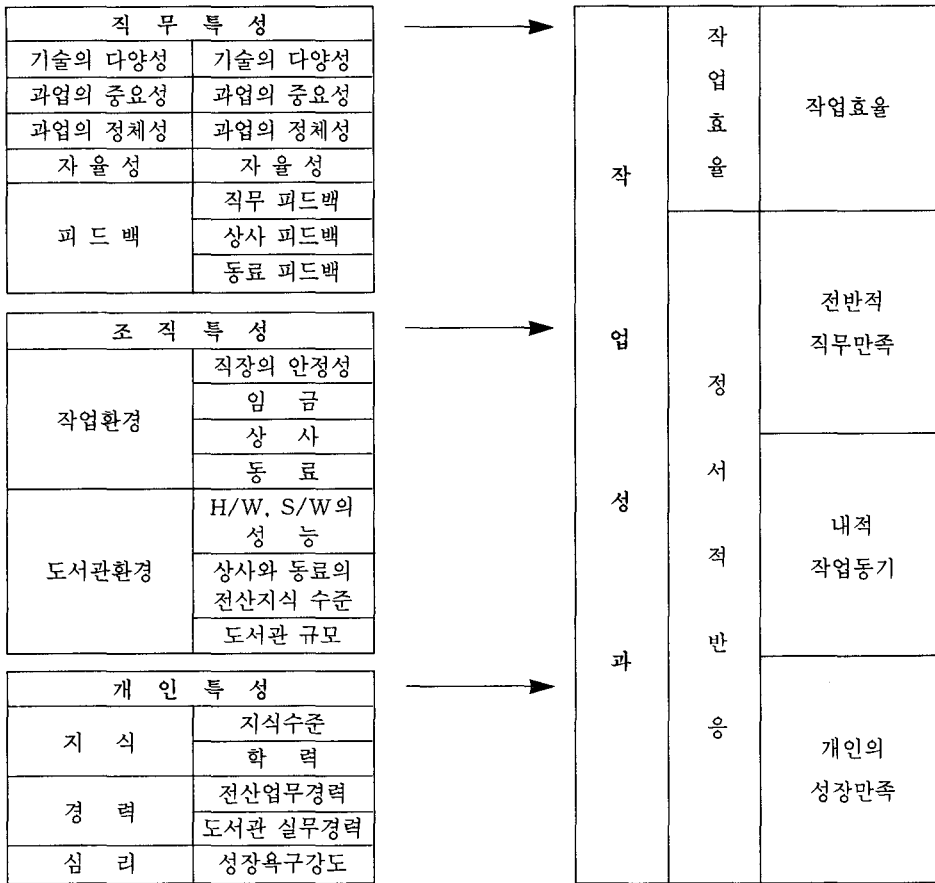 직 무 특 성
기술의 다양성 기술의 다양성
과업의 중요성 과업의 중요성
과업의 정체성 과업의 정체성
자 율 성 자 율 성
피 드 백
직무 피드백
상사 피드백
동료 피드백
조 직 특 성
작업환경
직장의 안정성
임 금
상 사
동 료
도서관환경
H/W, S/W의
성 능
상사와 동료의
전산지식 수준
도서관 규모
개 인 특 성
지 식
지식수준
학 력
경 력
전산업무경력
도서관 실무경력
심 리 성장욕구강도
작
업
성
과
작
업
효
율
작업효율
정
서
적
반
응
전반적
직무만족
내적
작업동기
개인의
성장만족